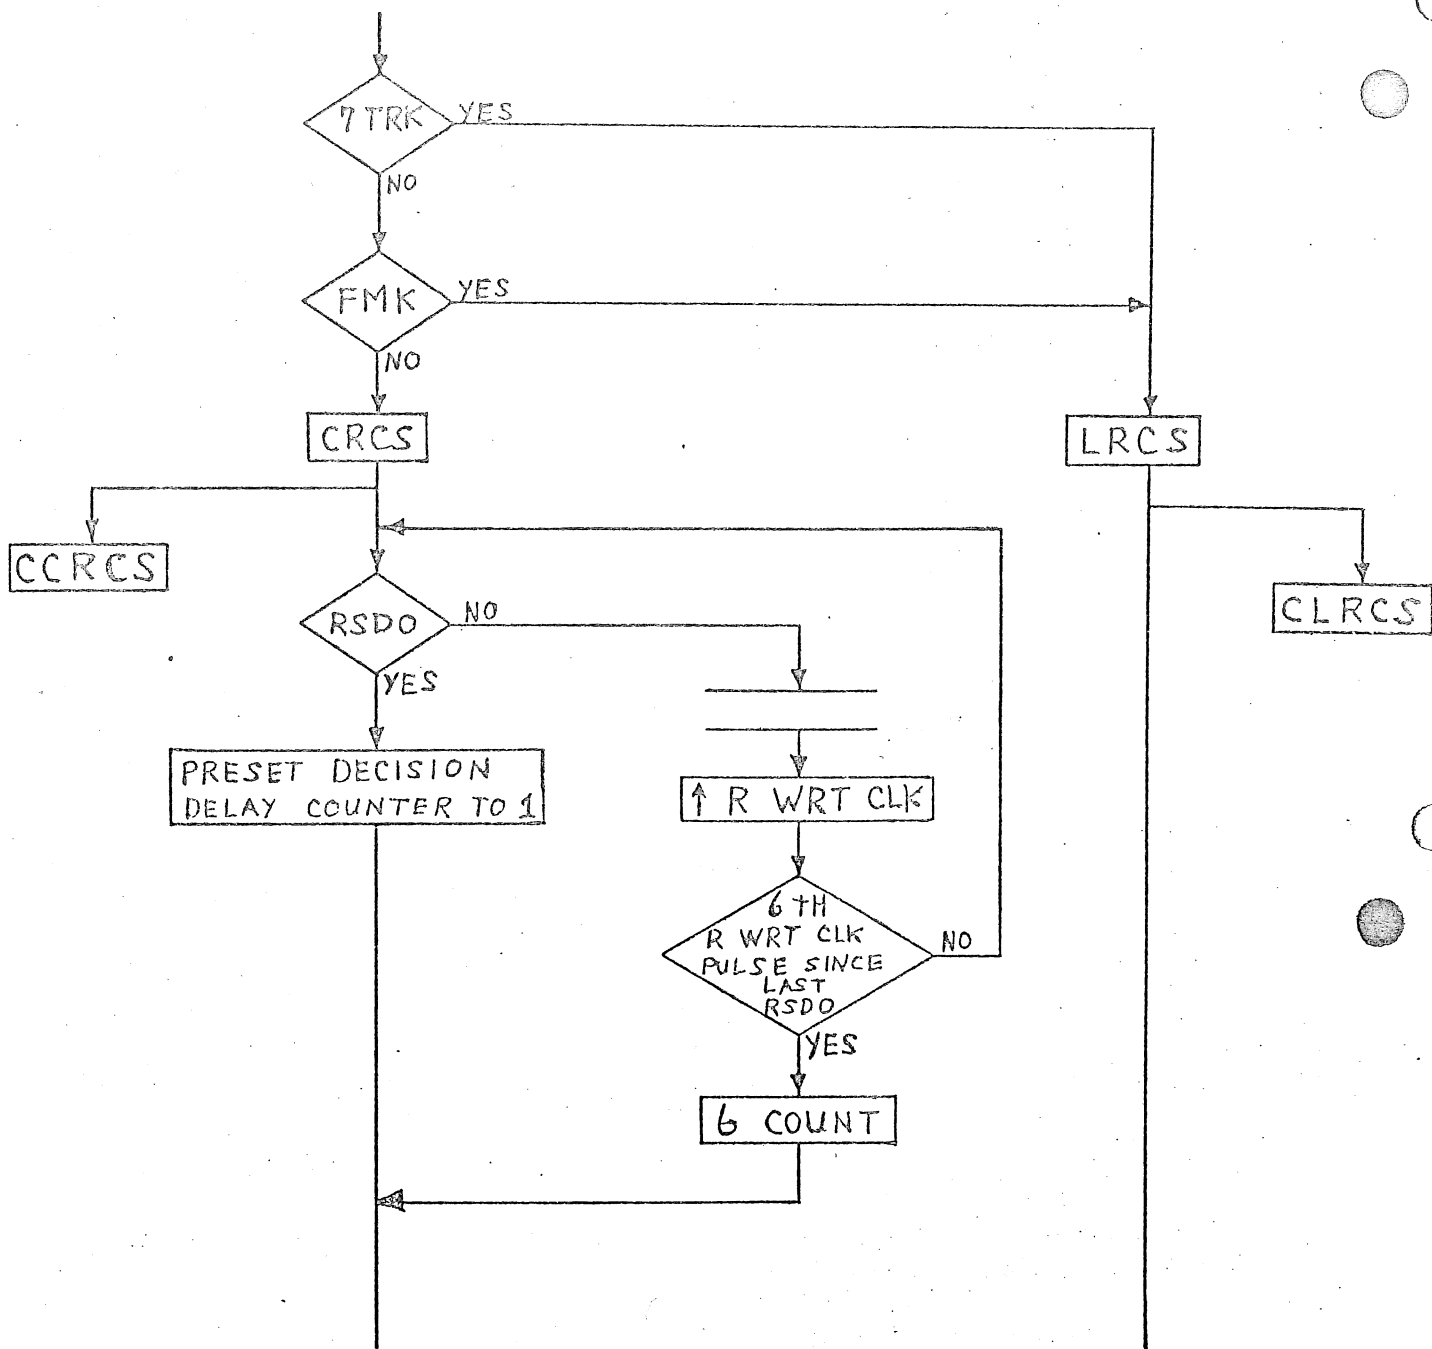 7 TRK
YES
NO
FMK
YES
NO
CRCS
LRCS
CCRCS
CLRCS
RSDO
NO
YES
PRESET DECISION
DELAY COUNTER TO 1
↑ R WRT CLK
6 TH
R WRT CLK
PULSE SINCE
LAST
RSDO
NO
YES
6 COUNT